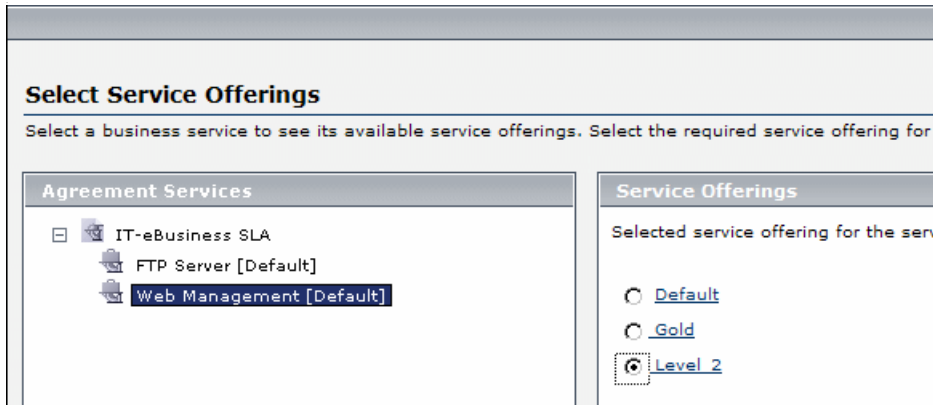 Select Service Offerings
Select a business service to see its available service offerings. Select the required service offering for
Agreement Services
Service Offerings
IT-eBusiness SLA
Selected service offering for the serv
FTP Server [Default]
Web Management [Default]
Default
Gold
Level 2